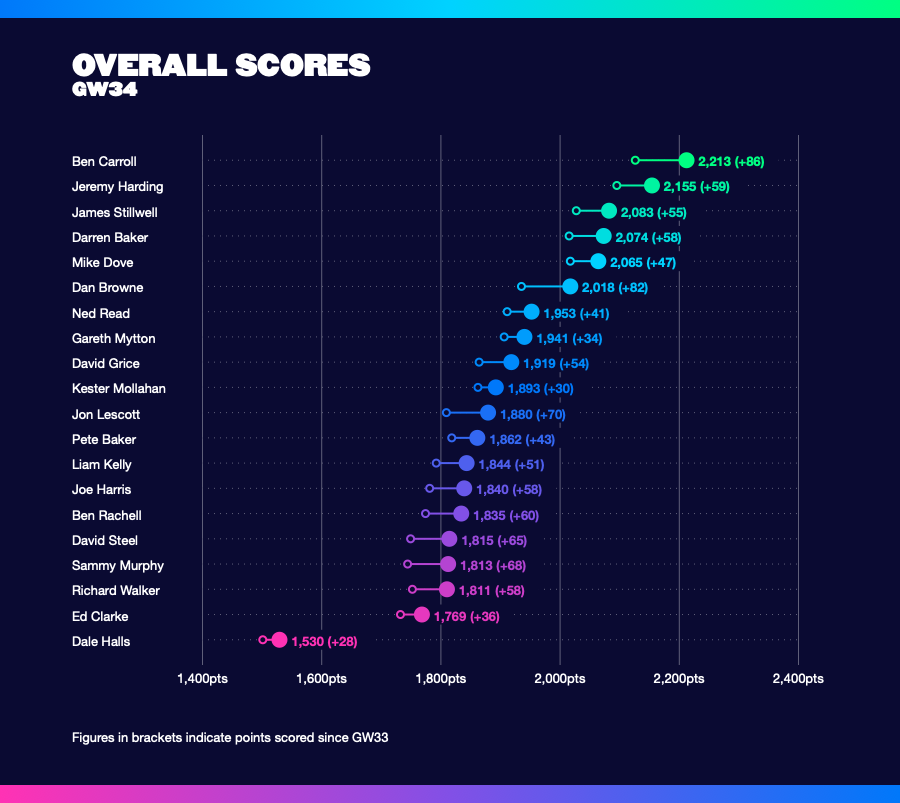 OVERALL SCORES
GW34
Ben Carroll 2,213 (+86)
Jeremy Harding 2,155 (+59)
James Stillwell 2,083 (+55)
Darren Baker 2,074 (+58)
Mike Dove 2,065 (+47)
Dan Browne 2,018 (+82)
Ned Read 1,953 (+41)
Gareth Mytton 1,941 (+34)
David Grice 1,919 (+54)
Kester Mollahan 1,893 (+30)
Jon Lescott 1,880 (+70)
Pete Baker 1,862 (+43)
Liam Kelly 1,844 (+51)
Joe Harris 1,840 (+58)
Ben Rachell 1,835 (+60)
David Steel 1,815 (+65)
Sammy Murphy 1,813 (+68)
Richard Walker 1,811 (+58)
Ed Clarke 1,769 (+36)
Dale Halls 1,530 (+28)
1,400pts 1,600pts 1,800pts 2,000pts 2,200pts 2,400pts
Figures in brackets indicate points scored since GW33